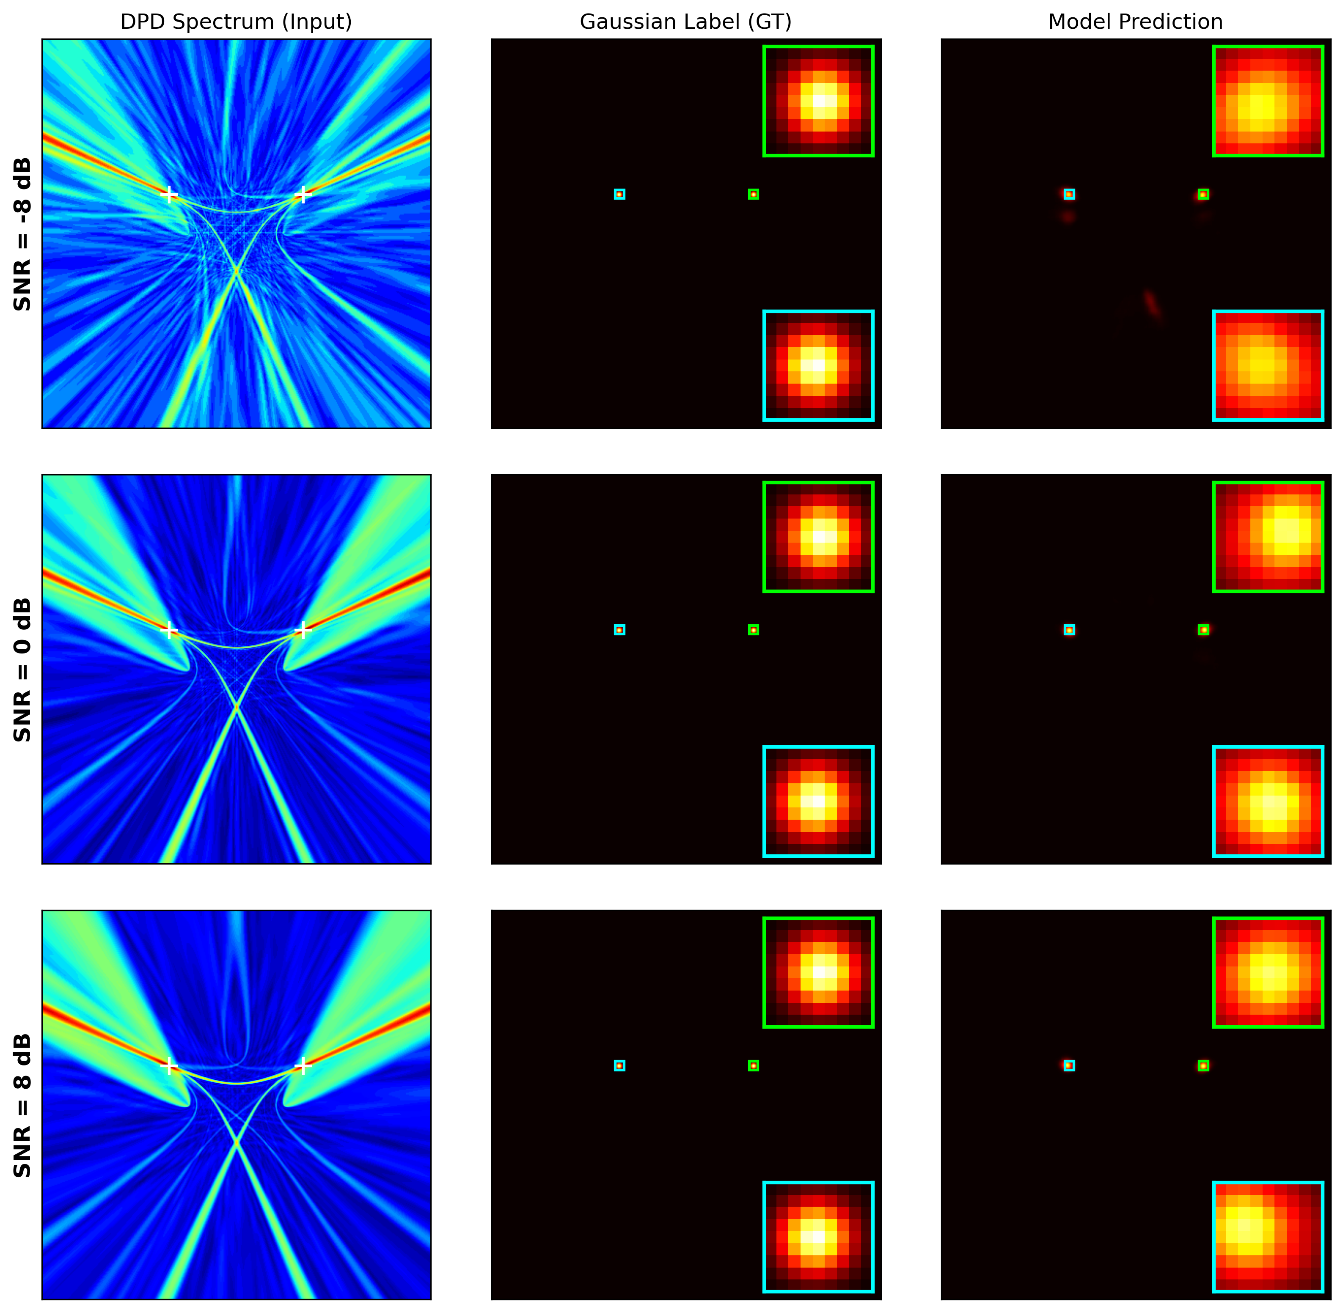 DPD Spectrum (Input)
Gaussian Label (GT)
Model Prediction
SNR = -8 dB
SNR = 0 dB
SNR = 8 dB